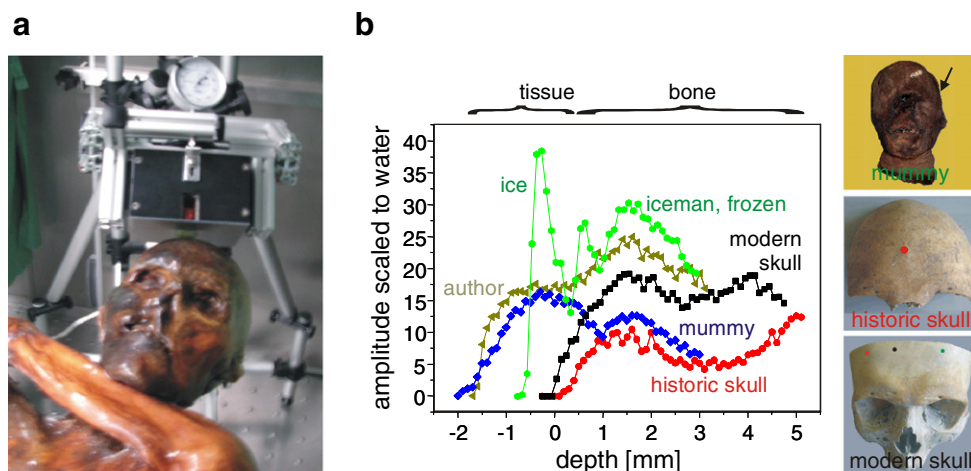 a
b
tissue
bone
amplitude scaled to water
40
35
30
25
20
15
10
5
0
ice
iceman, frozen
modern
skull
author
mummy
historic skull
-2
-1
0
1
2
3
4
5
depth [mm]
mummy
historic skull
modern skull